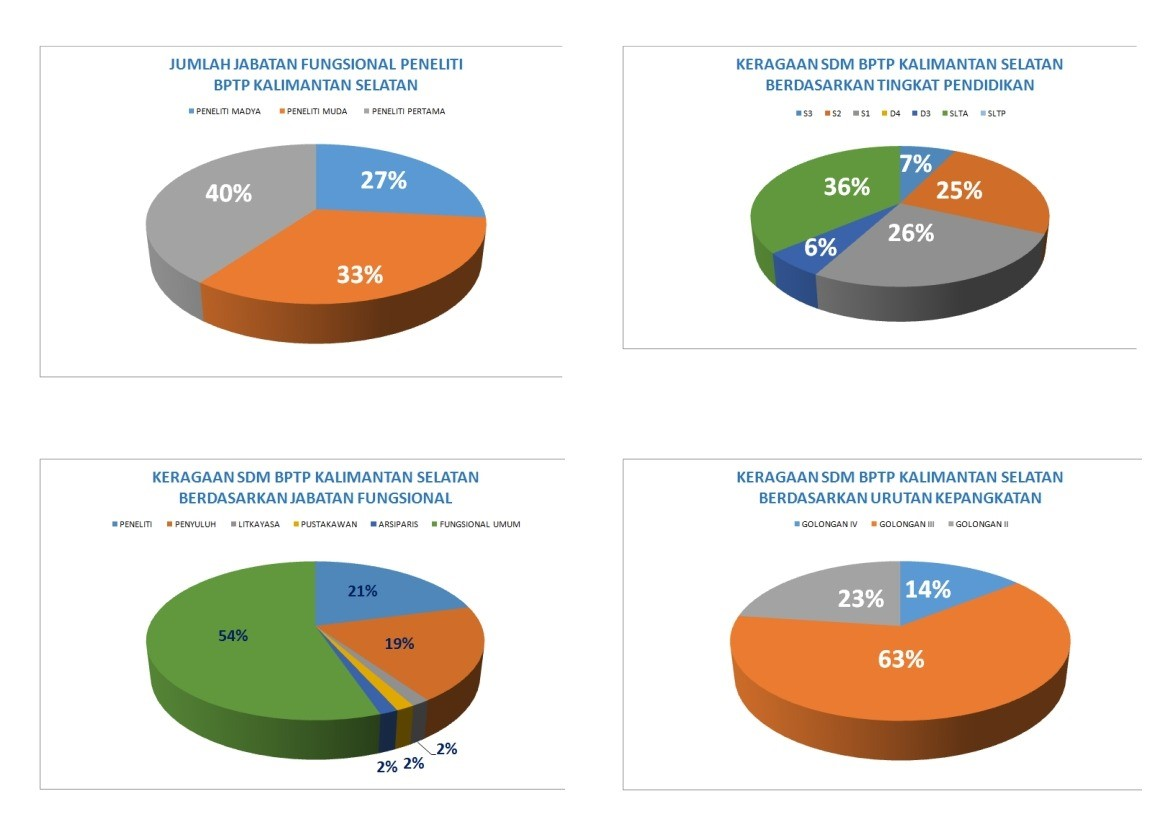 JUMLAH JABATAN FUNGSIONAL PENELITI
BPTP KALIMANTAN SELATAN
PENELITI MADYA PENELITI MUDA PENELITI PERTAMA
27%
40%
33%
KERAGAAN SDM BPTP KALIMANTAN SELATAN
BERDASARKAN TINGKAT PENDIDIKAN
S3 S2 S1 D4 D3 SLTA SLTP
7%
36%
25%
26%
6%
KERAGAAN SDM BPTP KALIMANTAN SELATAN
BERDASARKAN JABATAN FUNGSIONAL
PENELITI PENYULUH LITKAYASA PUSTAKAWAN ARSIPARIS FUNGSIONAL UMUM
21%
54%
19%
2%
2% 2%
KERAGAAN SDM BPTP KALIMANTAN SELATAN
BERDASARKAN URUTAN KEPANGKATAN
GOLONGAN IV GOLONGAN III GOLONGAN II
23% 14%
63%